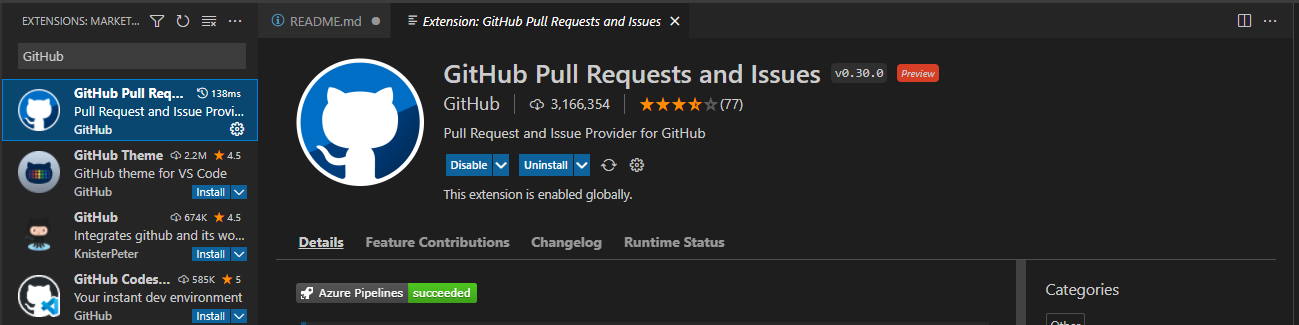 EXTENSIONS: MARKET...
GitHub
GitHub Pull Req... 138ms
Pull Request and Issue Provi...
GitHub
GitHub Theme 2.2M 4.5
GitHub theme for VS Code
GitHub Install
GitHub 674K 4.5
Integrates github and its wo...
KnisterPeter Install
GitHub Codes... 585K 5
Your instant dev environment
GitHub Install
README.md
Extension: GitHub Pull Requests and Issues
GitHub Pull Requests and Issues v0.30.0 Preview
GitHub 3,166,354 (77)
Pull Request and Issue Provider for GitHub
Disable Uninstall
This extension is enabled globally.
Details Feature Contributions Changelog Runtime Status
Azure Pipelines succeeded
Categories
Other